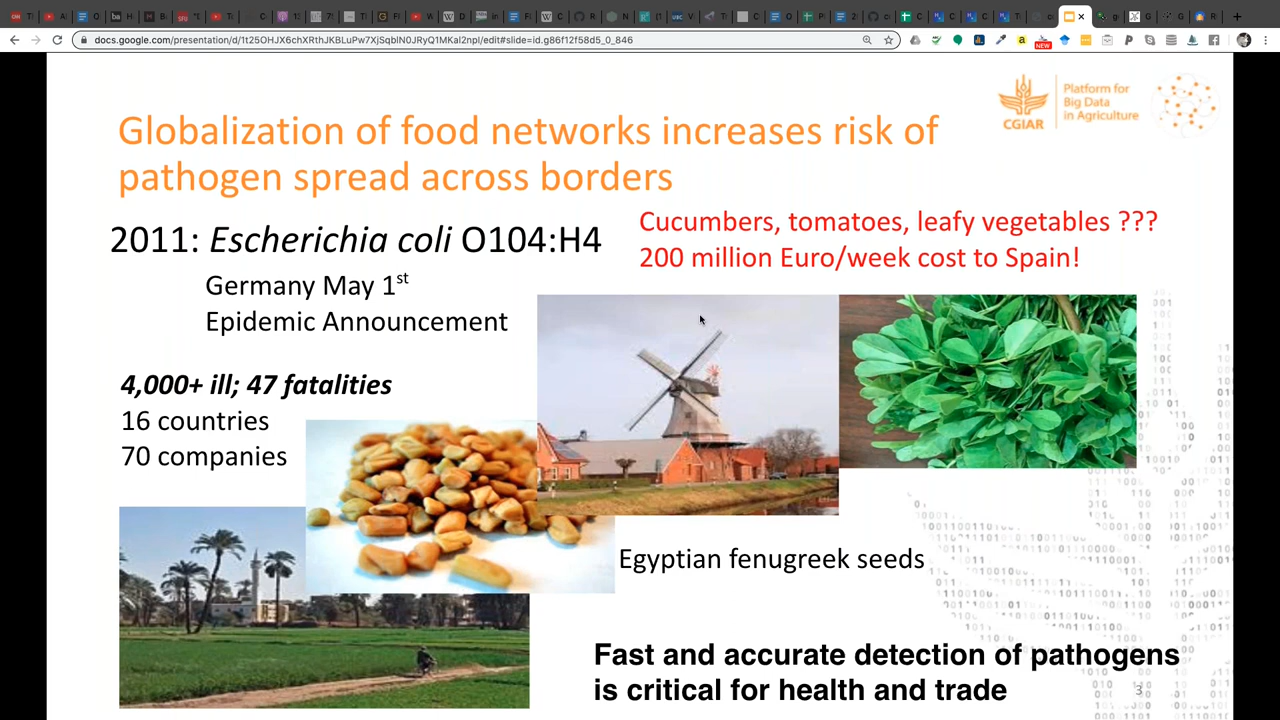 docs.google.com/presentation/d/1t25OHJX6chXRthJKBLuPw7XjSqblN0JRyQ1MKaI2npI/edit#slide=id.g86f12f58d5_0_846
NEW
CGIAR
Platform for
Big Data
in Agriculture
Globalization of food networks increases risk of
pathogen spread across borders
2011: Escherichia coli O104:H4
Germany May 1st
Epidemic Announcement
Cucumbers, tomatoes, leafy vegetables ???
200 million Euro/week cost to Spain!
4,000+ ill; 47 fatalities
16 countries
70 companies
Egyptian fenugreek seeds
Fast and accurate detection of pathogens
is critical for health and trade
3